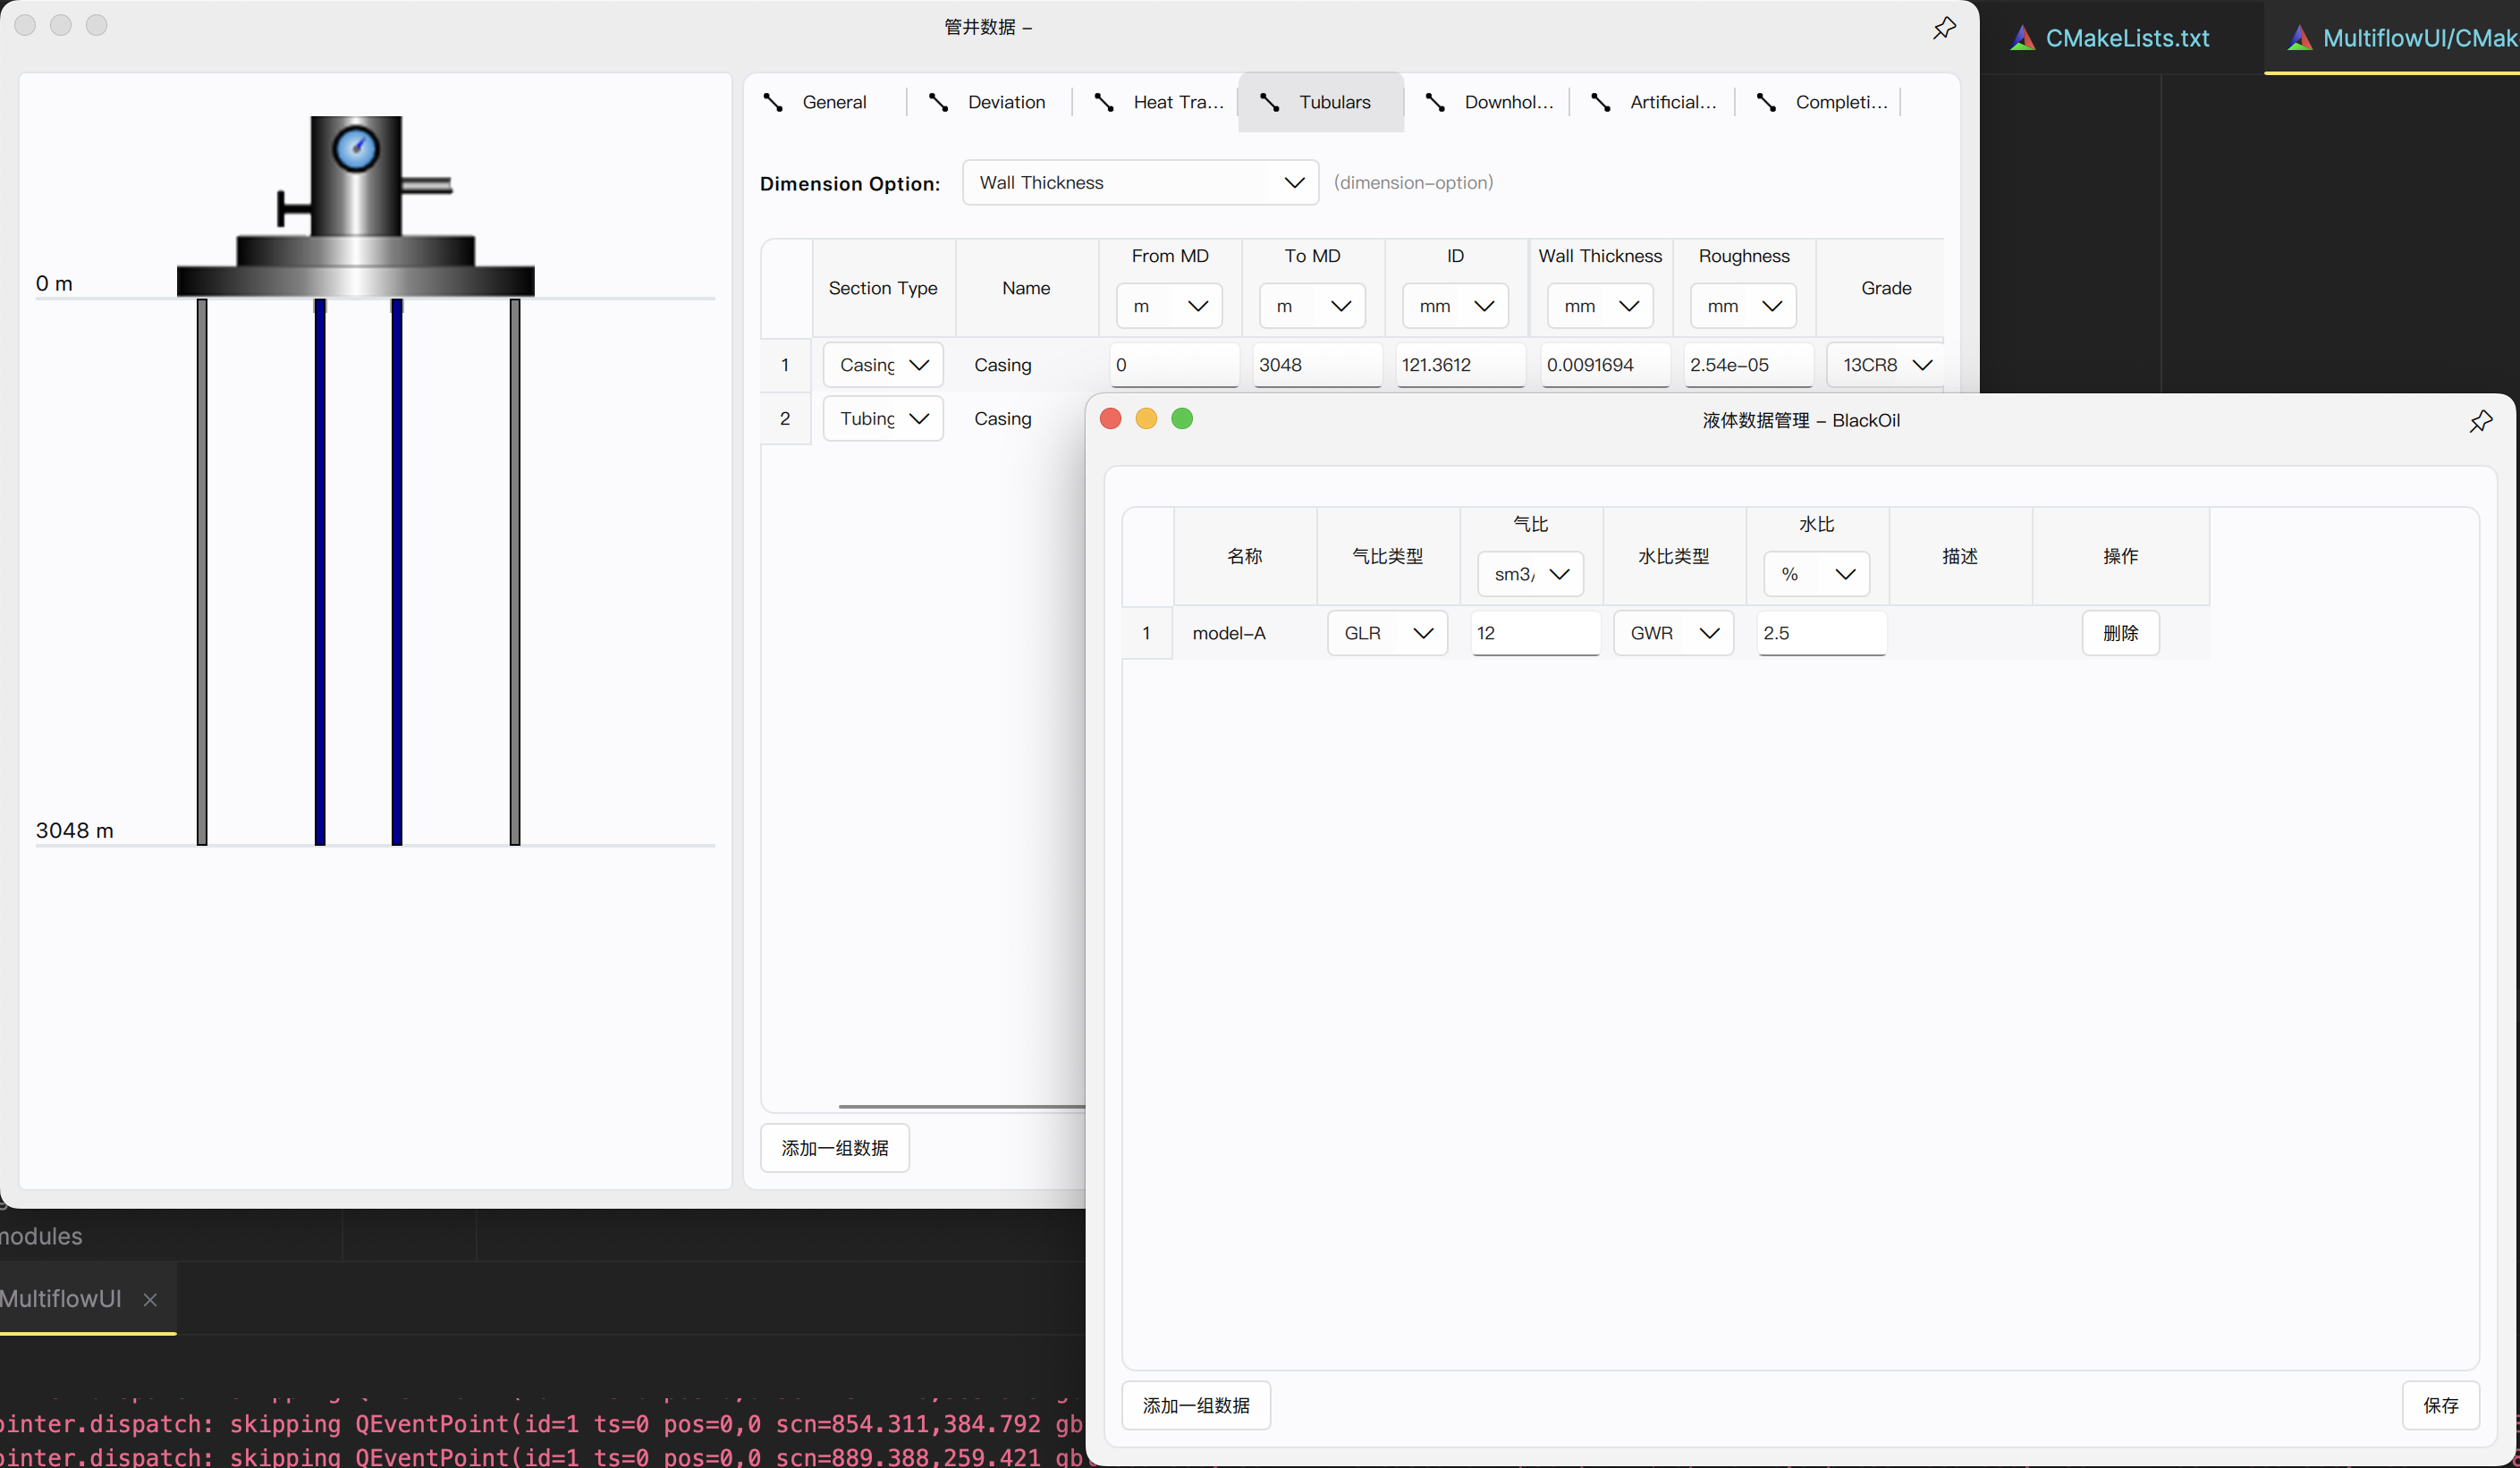 管井数据 –
CMakeLists.txt
MultiflowUI/CMak
General
Deviation
Heat Tra...
Tubulars
Downhol...
Artificial...
Completi...
Dimension Option:
Wall Thickness
(dimension-option)
0 m
3048 m
Section Type
Name
From MD
To MD
ID
Wall Thickness
Roughness
Grade
m
m
mm
mm
mm
1
Casing
Casing
0
3048
121.3612
0.0091694
2.54e-05
13CR8
2
Tubing
Casing
添加一组数据
液体数据管理 – BlackOil
名称
气比类型
气比
水比类型
水比
描述
操作
sm3/
%
1
model-A
GLR
12
GWR
2.5
删除
添加一组数据
保存
modules
MultiflowUI
ointer.dispatch: skipping QEventPoint(id=1 ts=0 pos=0,0 scn=854.311,384.792 gb
ointer.dispatch: skipping QEventPoint(id=1 ts=0 pos=0,0 scn=889.388,259.421 gb